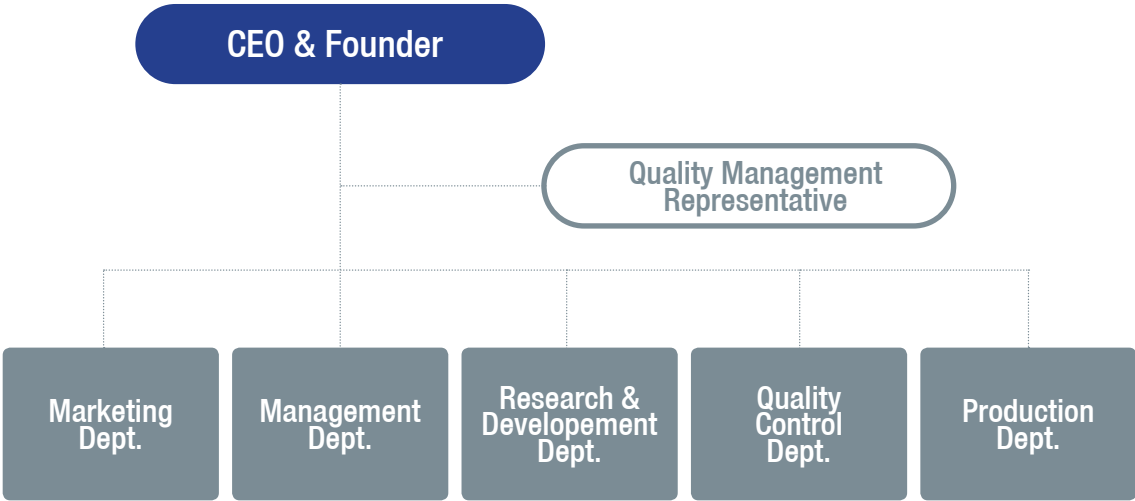 CEO & Founder
Quality Management
Representative
Marketing
Dept.
Management
Dept.
Research &
Developement
Dept.
Quality
Control
Dept.
Production
Dept.